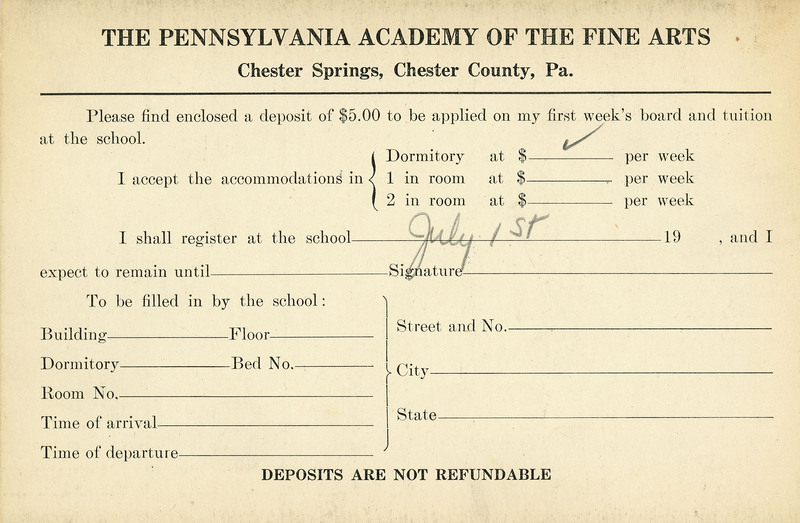 THE PENNSYLVANIA ACADEMY OF THE FINE ARTS
Chester Springs, Chester County, Pa.
Please find enclosed a deposit of $5.00 to be applied on my first week's board and tuition
at the school.
I accept the accommodations in
Dormitory at $ ✓ per week
1 in room at $ per week
2 in room at $ per week
I shall register at the school July 1st 19 , and I
expect to remain until Signature
To be filled in by the school:
Building Floor
Dormitory Bed No.
Room No.
Time of arrival
Time of departure
Street and No.
City
State
DEPOSITS ARE NOT REFUNDABLE